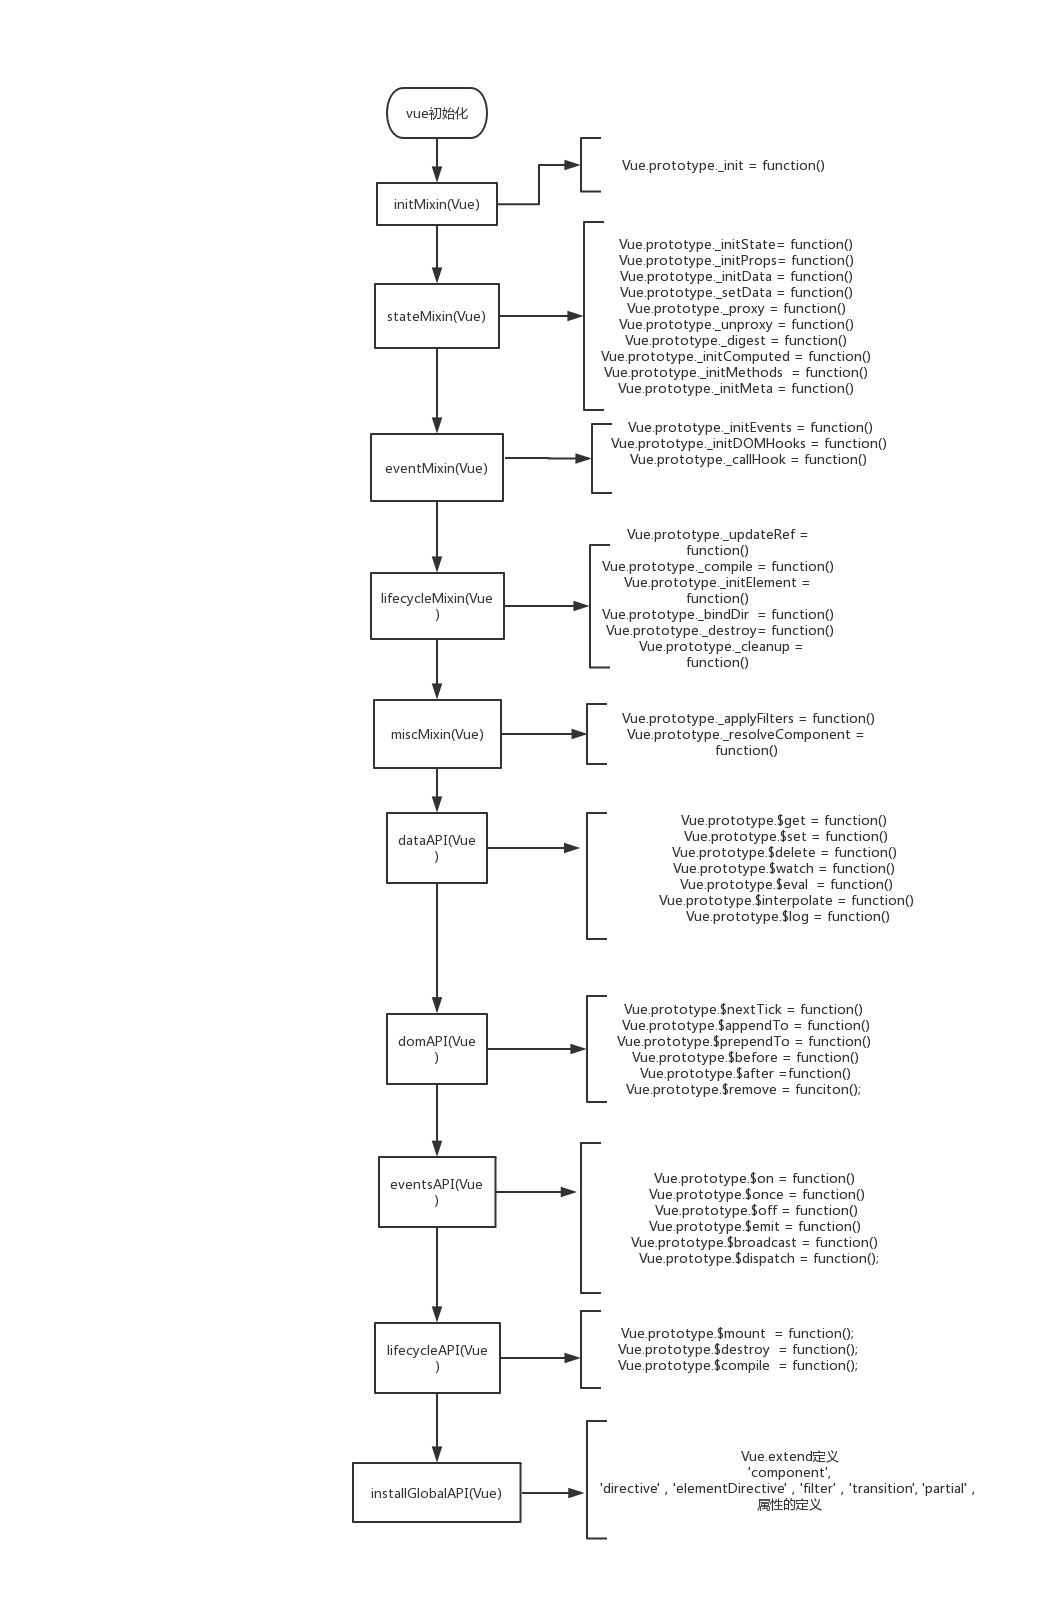 vue初始化
initMixin(Vue)
Vue.prototype._init = function()
stateMixin(Vue)
Vue.prototype._initState= function()
Vue.prototype._initProps= function()
Vue.prototype._initData = function()
Vue.prototype._setData = function()
Vue.prototype._proxy = function()
Vue.prototype._unproxy = function()
Vue.prototype._digest = function()
Vue.prototype._initComputed = function()
Vue.prototype._initMethods  = function()
Vue.prototype._initMeta = function()
eventMixin(Vue)
Vue.prototype._initEvents = function()
Vue.prototype._initDOMHooks = function()
Vue.prototype._callHook = function()
lifecycleMixin(Vue
)
Vue.prototype._updateRef =
function()
Vue.prototype._compile = function()
Vue.prototype._initElement =
function()
Vue.prototype._bindDir  = function()
Vue.prototype._destroy= function()
Vue.prototype._cleanup =
function()
miscMixin(Vue)
Vue.prototype._applyFilters = function()
Vue.prototype._resolveComponent =
function()
dataAPI(Vue
)
Vue.prototype.$get = function()
Vue.prototype.$set = function()
Vue.prototype.$delete = function()
Vue.prototype.$watch = function()
Vue.prototype.$eval  = function()
Vue.prototype.$interpolate = function()
Vue.prototype.$log = function()
domAPI(Vue
)
Vue.prototype.$nextTick = function()
Vue.prototype.$appendTo = function()
Vue.prototype.$prependTo = function()
Vue.prototype.$before = function()
Vue.prototype.$after =function()
Vue.prototype.$remove = funciton();
eventsAPI(Vue
)
Vue.prototype.$on = function()
Vue.prototype.$once = function()
Vue.prototype.$off = function()
Vue.prototype.$emit = function()
Vue.prototype.$broadcast = function()
Vue.prototype.$dispatch = function();
lifecycleAPI(Vue
)
Vue.prototype.$mount  = function();
Vue.prototype.$destroy  = function();
Vue.prototype.$compile  = function();
installGlobalAPI(Vue)
Vue.extend定义
'component',
'directive' , 'elementDirective' , 'filter' , 'transition', 'partial' ,
属性的定义